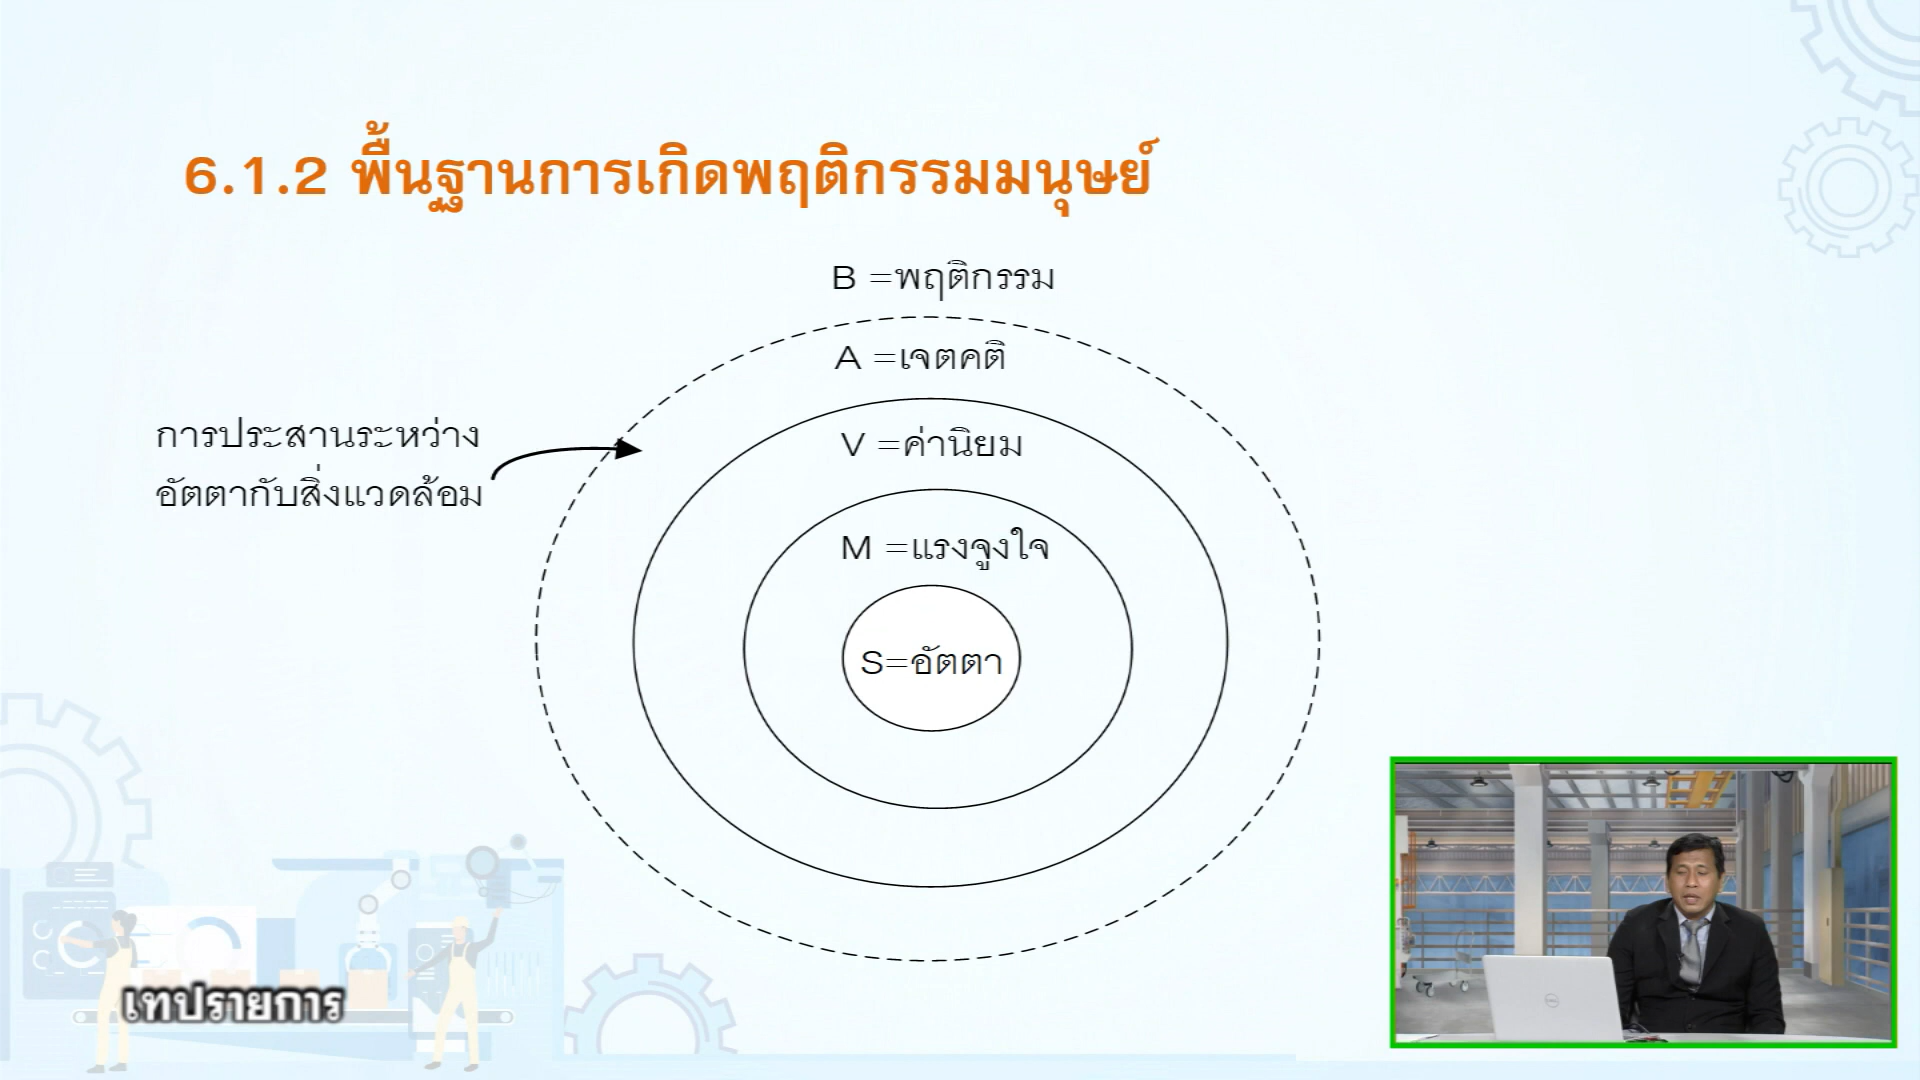 6.1.2 พื้นฐานการเกิดพฤติกรรมมนุษย์
B =พฤติกรรม
A =เจตคติ
การประสานระหว่าง
อัตตากับสิ่งแวดล้อม
V =ค่านิยม
M =แรงจูงใจ
S=อัตตา
เทปรายการ